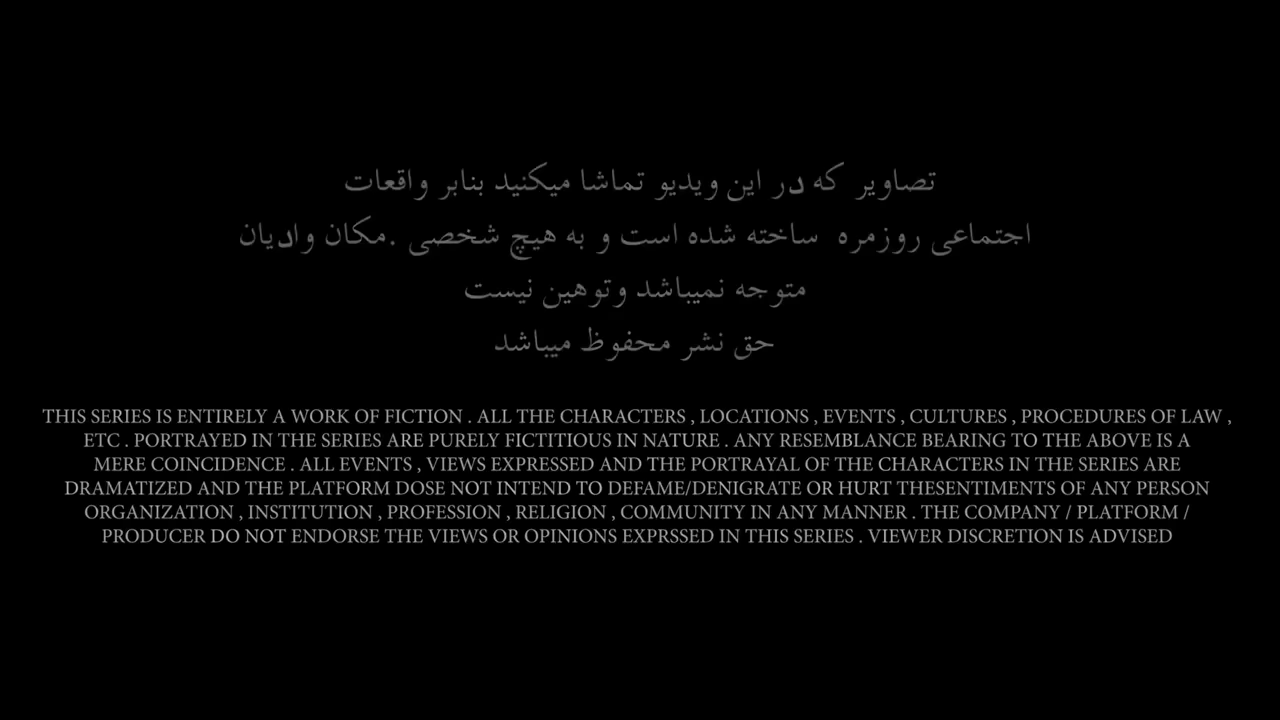 تصاویر که در این ویدیو تماشا میکنید بنابر واقعات
اجتماعی روزمره ساخته شده است و به هیچ شخصی .مکان وادیان
متوجه نمیباشد وتوهین نیست
حق نشر محفوظ میباشد
THIS SERIES IS ENTIRELY A WORK OF FICTION . ALL THE CHARACTERS , LOCATIONS , EVENTS , CULTURES , PROCEDURES OF LAW ,
ETC . PORTRAYED IN THE SERIES ARE PURELY FICTITIOUS IN NATURE . ANY RESEMBLANCE BEARING TO THE ABOVE IS A
MERE COINCIDENCE . ALL EVENTS , VIEWS EXPRESSED AND THE PORTRAYAL OF THE CHARACTERS IN THE SERIES ARE
DRAMATIZED AND THE PLATFORM DOSE NOT INTEND TO DEFAME/DENIGRATE OR HURT THESENTIMENTS OF ANY PERSON
ORGANIZATION , INSTITUTION , PROFESSION , RELIGION , COMMUNITY IN ANY MANNER . THE COMPANY / PLATFORM /
PRODUCER DO NOT ENDORSE THE VIEWS OR OPINIONS EXPRSSED IN THIS SERIES . VIEWER DISCRETION IS ADVISED